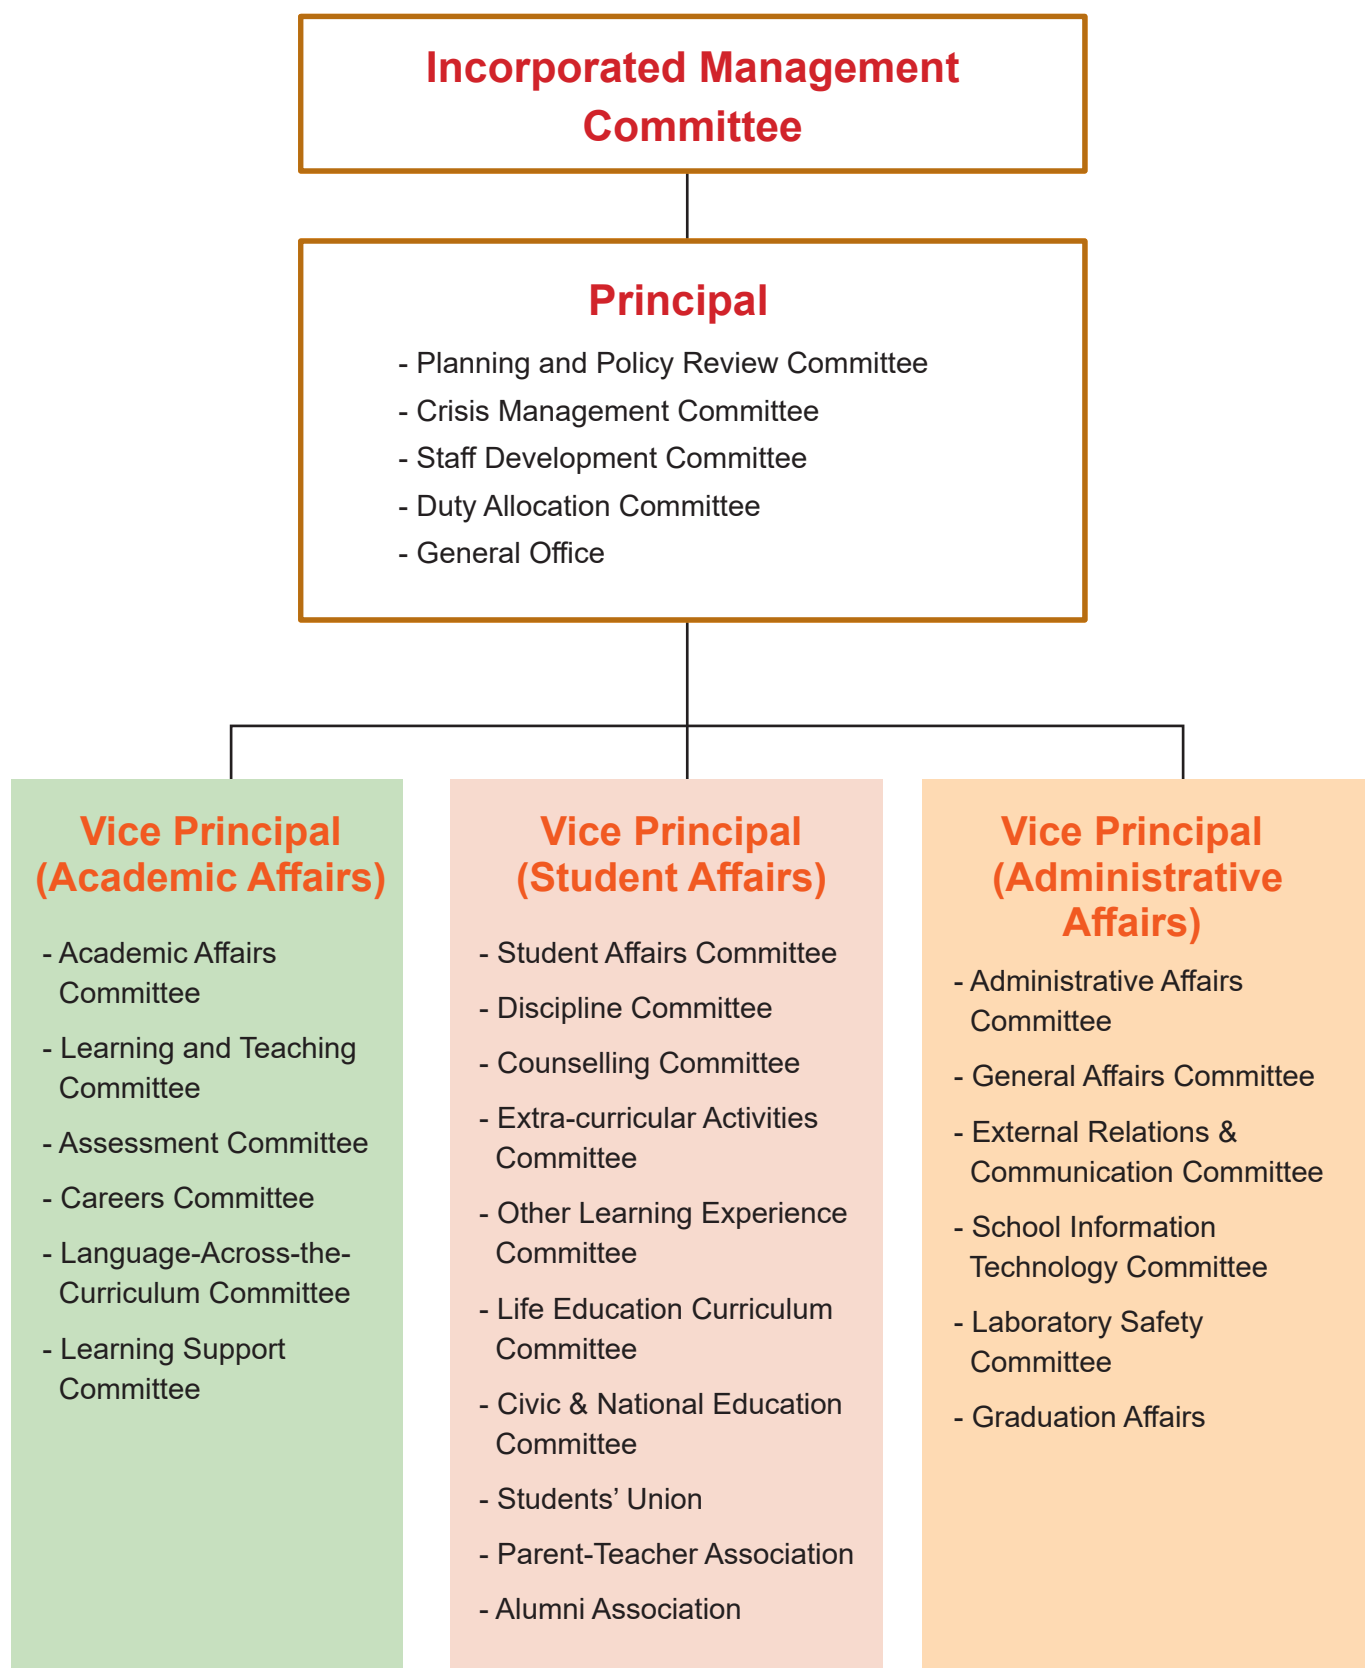 Incorporated Management
Committee
Principal
- Planning and Policy Review Committee
- Crisis Management Committee
- Staff Development Committee
- Duty Allocation Committee
- General Office
Vice Principal
(Academic Affairs)
- Academic Affairs
Committee
- Learning and Teaching
Committee
- Assessment Committee
- Careers Committee
- Language-Across-the-
Curriculum Committee
- Learning Support
Committee
Vice Principal
(Student Affairs)
- Student Affairs Committee
- Discipline Committee
- Counselling Committee
- Extra-curricular Activities
Committee
- Other Learning Experience
Committee
- Life Education Curriculum
Committee
- Civic & National Education
Committee
- Students’ Union
- Parent-Teacher Association
- Alumni Association
Vice Principal
(Administrative
Affairs)
- Administrative Affairs
Committee
- General Affairs Committee
- External Relations &
Communication Committee
- School Information
Technology Committee
- Laboratory Safety
Committee
- Graduation Affairs